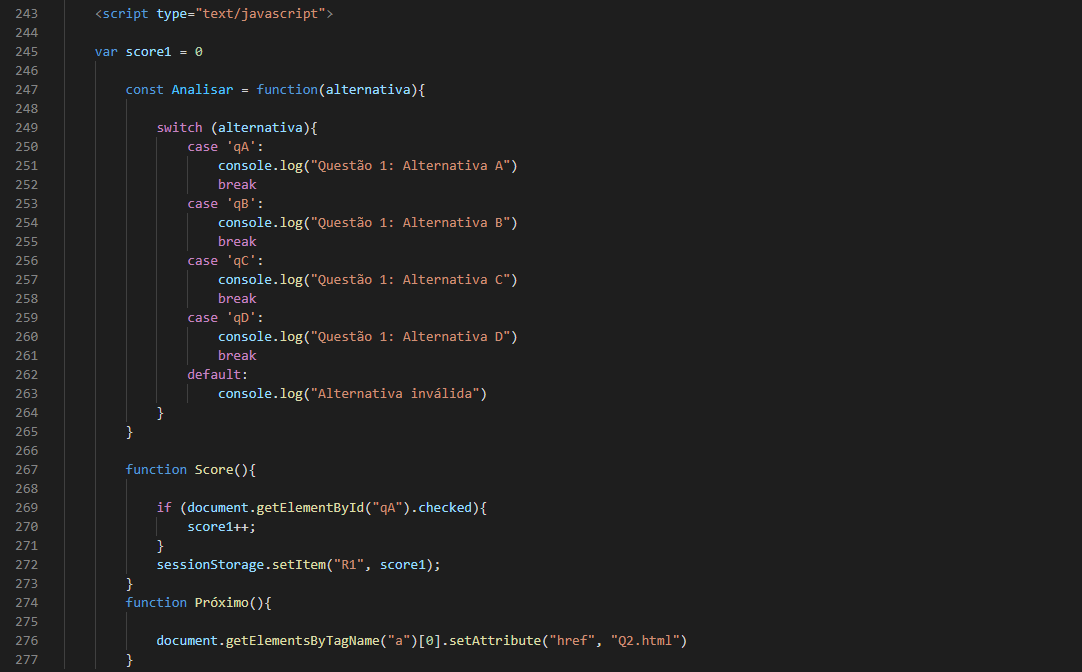 243 <script type="text/javascript">
244
245 var score1 = 0
246
247 const Analisar = function(alternativa){
248
249 switch (alternativa){
250 case 'qA':
251 console.log("Questão 1: Alternativa A")
252 break
253 case 'qB':
254 console.log("Questão 1: Alternativa B")
255 break
256 case 'qC':
257 console.log("Questão 1: Alternativa C")
258 break
259 case 'qD':
260 console.log("Questão 1: Alternativa D")
261 break
262 default:
263 console.log("Alternativa inválida")
264 }
265 }
266
267 function Score(){
268
269 if (document.getElementById("qA").checked){
270 score1++;
271 }
272 sessionStorage.setItem("R1", score1);
273 }
274 function Próximo(){
275
276 document.getElementsByTagName("a")[0].setAttribute("href", "Q2.html")
277 }